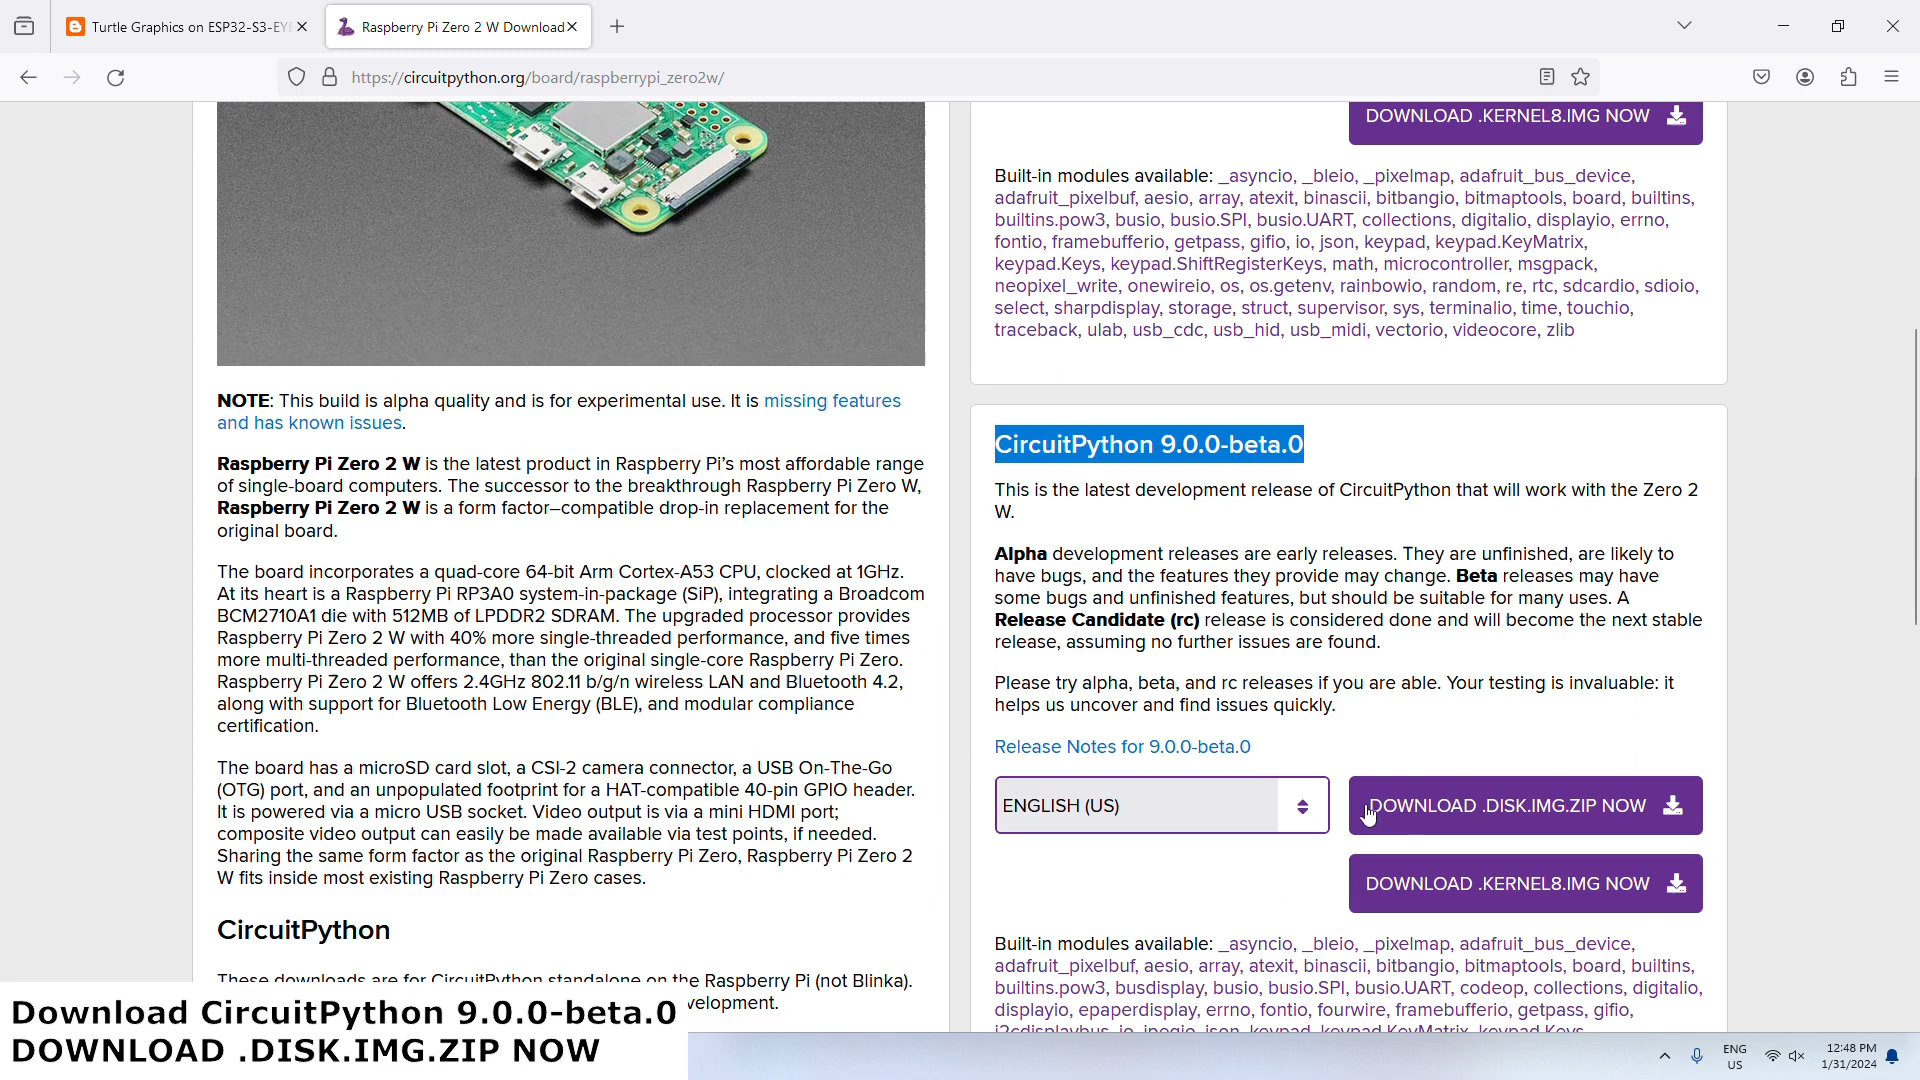 Turtle Graphics on ESP32-S3-EYE
Raspberry Pi Zero 2 W Download
https://circuitpython.org/board/raspberrypi_zero2w/
NOTE: This build is alpha quality and is for experimental use. It is missing features
and has known issues.
Raspberry Pi Zero 2 W is the latest product in Raspberry Pi's most affordable range
of single-board computers. The successor to the breakthrough Raspberry Pi Zero W,
Raspberry Pi Zero 2 W is a form factor–compatible drop-in replacement for the
original board.
The board incorporates a quad-core 64-bit Arm Cortex-A53 CPU, clocked at 1GHz.
At its heart is a Raspberry Pi RP3A0 system-in-package (SiP), integrating a Broadcom
BCM2710A1 die with 512MB of LPDDR2 SDRAM. The upgraded processor provides
Raspberry Pi Zero 2 W with 40% more single-threaded performance, and five times
more multi-threaded performance, than the original single-core Raspberry Pi Zero.
Raspberry Pi Zero 2 W offers 2.4GHz 802.11 b/g/n wireless LAN and Bluetooth 4.2,
along with support for Bluetooth Low Energy (BLE), and modular compliance
certification.
The board has a microSD card slot, a CSI-2 camera connector, a USB On-The-Go
(OTG) port, and an unpopulated footprint for a HAT-compatible 40-pin GPIO header.
It is powered via a micro USB socket. Video output is via a mini HDMI port;
composite video output can easily be made available via test points, if needed.
Sharing the same form factor as the original Raspberry Pi Zero, Raspberry Pi Zero 2
W fits inside most existing Raspberry Pi Zero cases.
CircuitPython
These downloads are for CircuitPython standalone on the Raspberry Pi (not Blinka).
velopment.
DOWNLOAD .KERNEL8.IMG NOW
Built-in modules available: _asyncio, _bleio, _pixelmap, adafruit_bus_device,
adafruit_pixelbuf, aesio, array, atexit, binascii, bitbangio, bitmaptools, board, builtins,
builtins.pow3, busio, busio.SPI, busio.UART, collections, digitalio, displayio, errno,
fontio, framebufferio, getpass, gifio, io, json, keypad, keypad.KeyMatrix,
keypad.Keys, keypad.ShiftRegisterKeys, math, microcontroller, msgpack,
neopixel_write, onewireio, os, os.getenv, rainbowio, random, re, rtc, sdcardio, sdioio,
select, sharpdisplay, storage, struct, supervisor, sys, terminalio, time, touchio,
traceback, ulab, usb_cdc, usb_hid, usb_midi, vectorio, videocore, zlib
CircuitPython 9.0.0-beta.0
This is the latest development release of CircuitPython that will work with the Zero 2
W.
Alpha development releases are early releases. They are unfinished, are likely to
have bugs, and the features they provide may change. Beta releases may have
some bugs and unfinished features, but should be suitable for many uses. A
Release Candidate (rc) release is considered done and will become the next stable
release, assuming no further issues are found.
Please try alpha, beta, and rc releases if you are able. Your testing is invaluable: it
helps us uncover and find issues quickly.
Release Notes for 9.0.0-beta.0
ENGLISH (US)
DOWNLOAD .DISK.IMG.ZIP NOW
DOWNLOAD .KERNEL8.IMG NOW
Built-in modules available: _asyncio, _bleio, _pixelmap, adafruit_bus_device,
adafruit_pixelbuf, aesio, array, atexit, binascii, bitbangio, bitmaptools, board, builtins,
builtins.pow3, busdisplay, busio, busio.SPI, busio.UART, codeop, collections, digitalio,
displayio, epaperdisplay, errno, fontio, fourwire, framebufferio, getpass, gifio,
i2cdisplaybus, io, jpegio, json, keypad, keypad.KeyMatrix, keypad.Keys,
Download CircuitPython 9.0.0-beta.0
DOWNLOAD .DISK.IMG.ZIP NOW
ENG
US
12:48 PM
1/31/2024